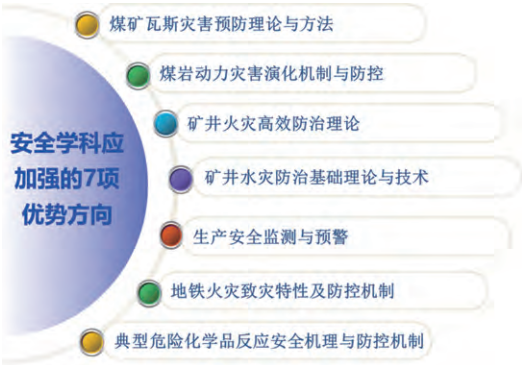 安全学科应
加强的7项
优势方向
煤矿瓦斯灾害预防理论与方法
煤岩动力灾害演化机制与防控
矿井火灾高效防治理论
矿井水灾防治基础理论与技术
生产安全监测与预警
地铁火灾致灾特性及防控机制
典型危险化学品反应安全机理与防控机制